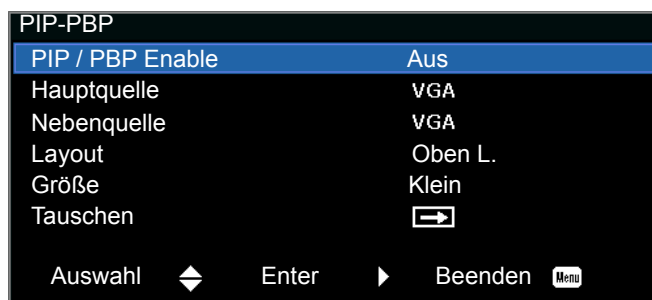 PIP-PBP
PIP / PBP Enable Aus
Hauptquelle VGA
Nebenquelle VGA
Layout Oben L.
Größe Klein
Tauschen
Auswahl Enter Beenden Menu